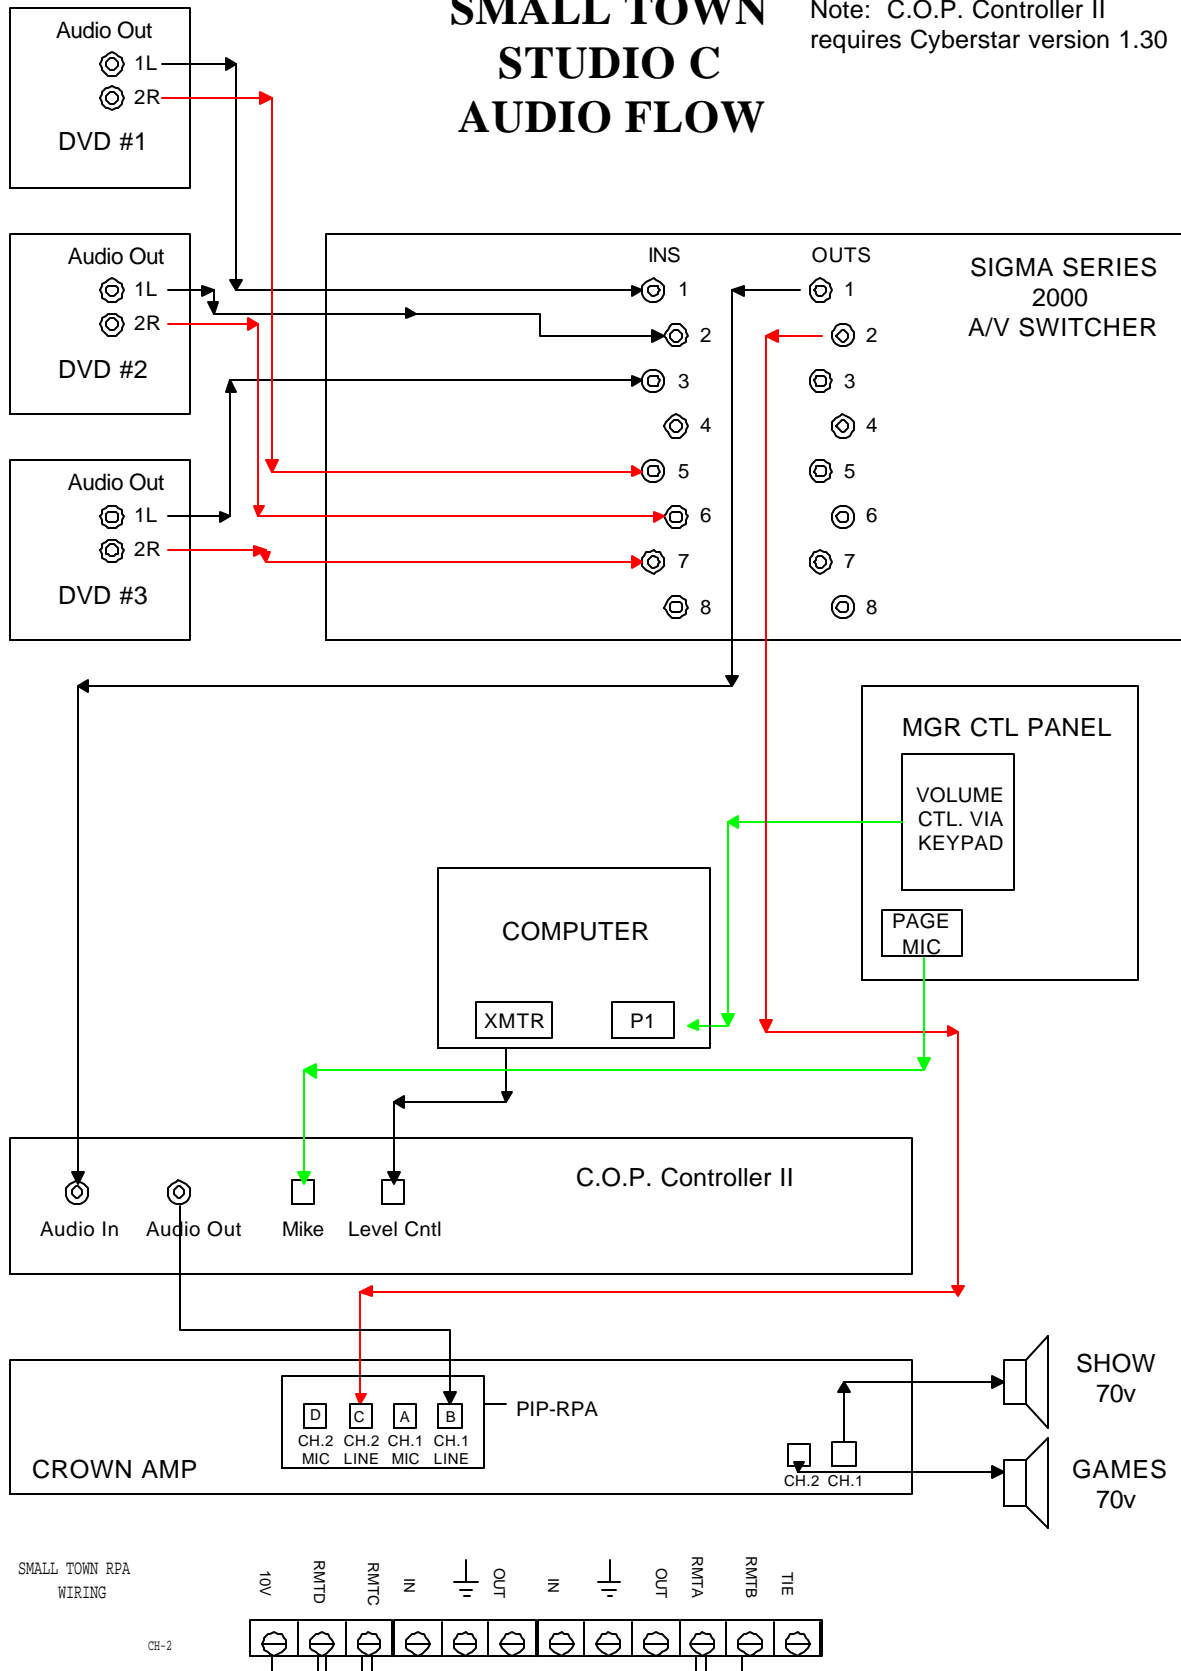 SMALL TOWN
STUDIO C
AUDIO FLOW
Note: C.O.P. Controller II
requires Cyberstar version 1.30
Audio Out
1L
2R
DVD #1
Audio Out
1L
2R
DVD #2
Audio Out
1L
2R
DVD #3
INS
1
2
3
4
5
6
7
8
OUTS
1
2
3
4
5
6
7
8
SIGMA SERIES
2000
A/V SWITCHER
MGR CTL PANEL
VOLUME
CTL. VIA
KEYPAD
PAGE
MIC
COMPUTER
XMTR
P1
C.O.P. Controller II
Audio In
Audio Out
Mike
Level Cntl
PIP-RPA
D
C
A
B
CH.2 CH.2 CH.1 CH.1
MIC LINE MIC LINE
CROWN AMP
CH.2 CH.1
SHOW
70v
GAMES
70v
SMALL TOWN RPA
WIRING
10V
RMTD
RMTC
IN
OUT
IN
OUT
RMTA
RMTB
TIE
CH-2